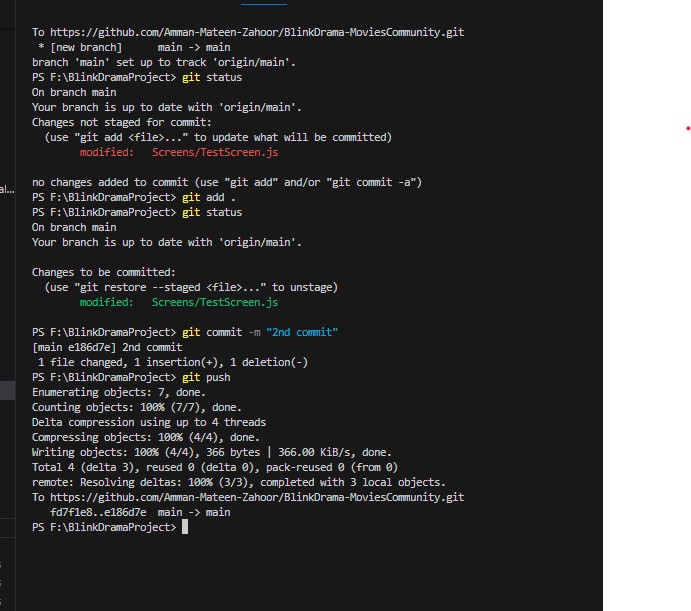 To https://github.com/Amman-Mateen-Zahoor/BlinkDrama-MoviesCommunity.git
 * [new branch]      main -> main
branch 'main' set up to track 'origin/main'.
PS F:\BlinkDramaProject> git status
On branch main
Your branch is up to date with 'origin/main'.
Changes not staged for commit:
  (use "git add <file>..." to update what will be committed)
        modified:   Screens/TestScreen.js

no changes added to commit (use "git add" and/or "git commit -a")
al...
PS F:\BlinkDramaProject> git add .
PS F:\BlinkDramaProject> git status
On branch main
Your branch is up to date with 'origin/main'.

Changes to be committed:
  (use "git restore --staged <file>..." to unstage)
        modified:   Screens/TestScreen.js

PS F:\BlinkDramaProject> git commit -m "2nd commit"
[main e186d7e] 2nd commit
 1 file changed, 1 insertion(+), 1 deletion(-)
PS F:\BlinkDramaProject> git push
Enumerating objects: 7, done.
Counting objects: 100% (7/7), done.
Delta compression using up to 4 threads
Compressing objects: 100% (4/4), done.
Writing objects: 100% (4/4), 366 bytes | 366.00 KiB/s, done.
Total 4 (delta 3), reused 0 (delta 0), pack-reused 0 (from 0)
remote: Resolving deltas: 100% (3/3), completed with 3 local objects.
To https://github.com/Amman-Mateen-Zahoor/BlinkDrama-MoviesCommunity.git
   fd7f1e8..e186d7e  main -> main
PS F:\BlinkDramaProject>